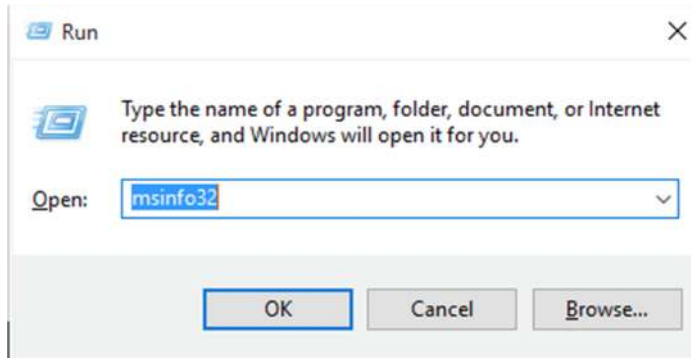 Run
Type the name of a program, folder, document, or Internet
resource, and Windows will open it for you.
Open: msinfo32
OK Cancel Browse...